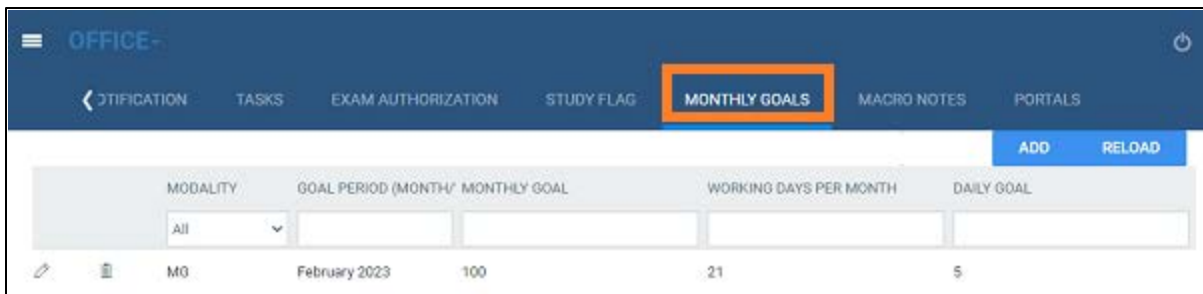 OFFICE-
OTIFICATION TASKS EXAM AUTHORIZATION STUDY FLAG MONTHLY GOALS MACRO NOTES PORTALS
ADD RELOAD
MODALITY GOAL PERIOD (MONTH/ MONTHLY GOAL WORKING DAYS PER MONTH DAILY GOAL
All
MG February 2023 100 21 5